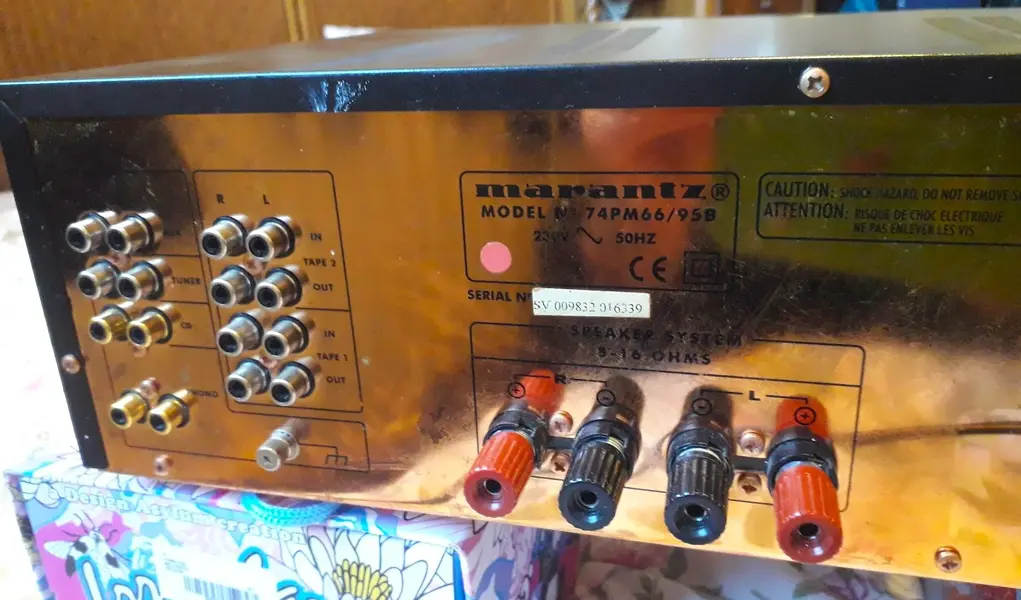 marantz®
MODEL Nº 74PM66/95B
230V ~ 50HZ
CE
SERIAL Nº
SV 009832 016339
CAUTION: SHOCK HAZARD, DO NOT REMOVE
ATTENTION: RISQUE DE CHOC ELECTRIQUE
NE PAS ENLEVER LES VIS
R L
IN
TAPE 2
OUT
IN
TAPE 1
OUT
TUNER
CD
SPEAKER SYSTEM
8-16 OHMS
+ R −
− L +
Design
creation